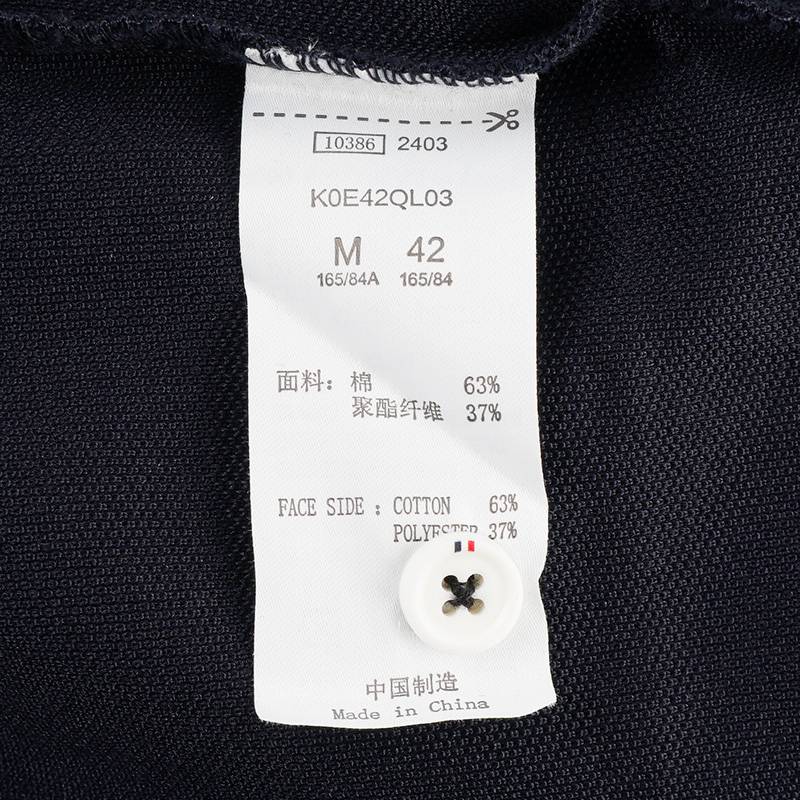 10386 2403
K0E42QL03
M 42
165/84A 165/84
面料：棉 63%
聚酯纤维 37%
FACE SIDE : COTTON 63%
POLYESTER 37%
中国制造
Made in China